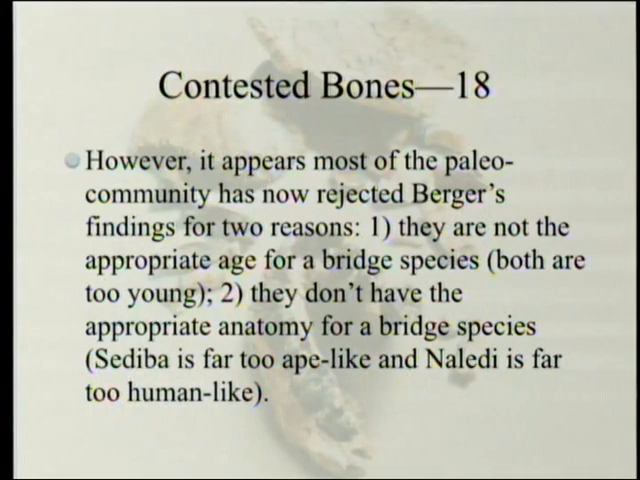 Contested Bones—18
However, it appears most of the paleo-
community has now rejected Berger's
findings for two reasons: 1) they are not the
appropriate age for a bridge species (both are
too young); 2) they don't have the
appropriate anatomy for a bridge species
(Sediba is far too ape-like and Naledi is far
too human-like).